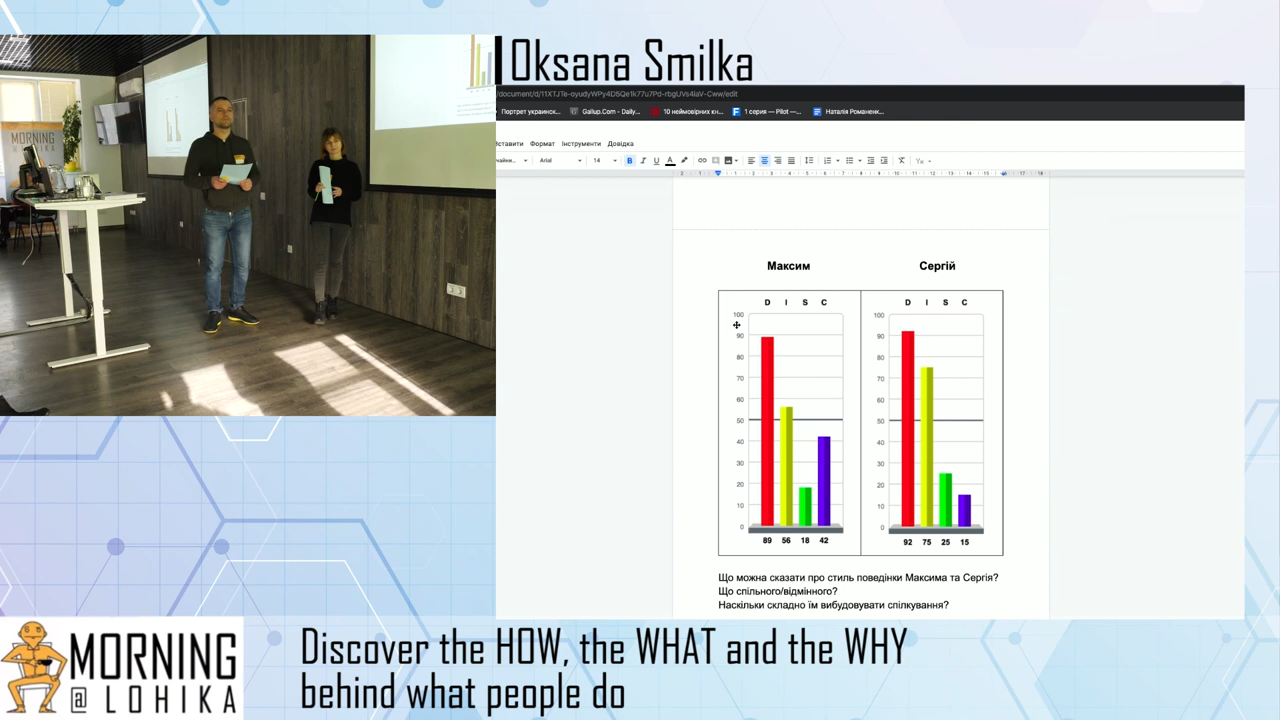 Oksana Smilka
/document/d/11XTJTe-oyudyWPy4D5Qe1k77u7Pd-rbgUVs4iaV-Cww/edit
Портрет украинск... Gallup.Com - Daily... 10 неймовірних кн... 1 серия — Pilot —... Наталія Романенк...
Вставити Формат Інструменти Довідка
Arial 14
Максим Сергій
D I S C D I S C
100 100
90 90
80 80
70 70
60 60
50 50
40 40
30 30
20 20
10 10
0 0
89 56 18 42 92 75 25 15
Що можна сказати про стиль поведінки Максима та Сергія?
Що спільного/відмінного?
Наскільки складно їм вибудовувати спілкування?
MORNING
@ LOHIKA
MORNING
@ LOHIKA
Discover the HOW, the WHAT and the WHY
behind what people do